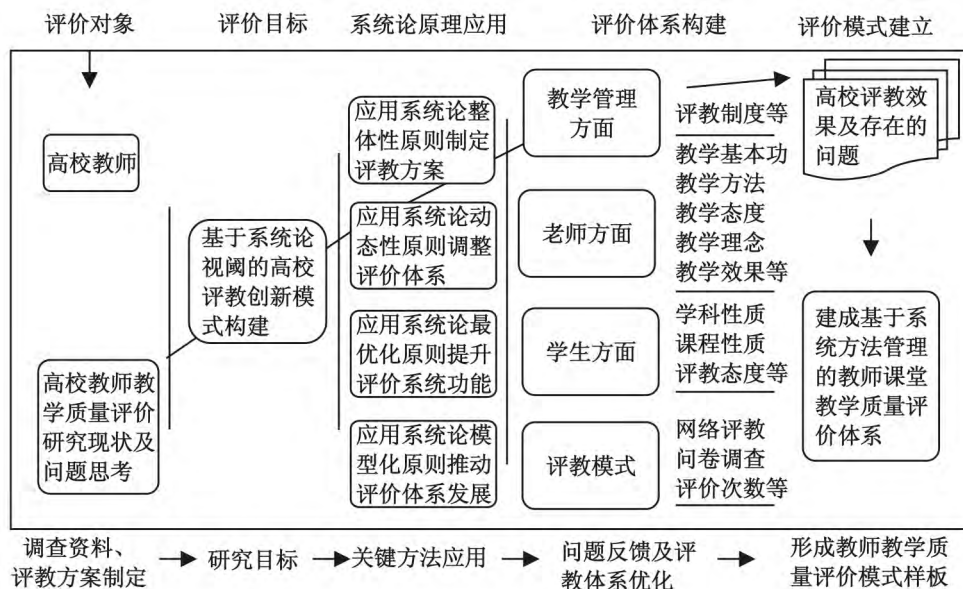 评价对象
评价目标
系统论原理应用
评价体系构建
评价模式建立
高校教师
高校教师教
学质量评价
研究现状及
问题思考
基于系统论
视阈的高校
评教创新模
式构建
应用系统论整
体性原则制定
评教方案
应用系统论动
态性原则调整
评价体系
应用系统论最
优化原则提升
评价系统功能
应用系统论模
型化原则推动
评价体系发展
教学管理
方面
老师方面
学生方面
评教模式
评教制度等
教学基本功
教学方法
教学态度
教学理念
教学效果等
学科性质
课程性质
评教态度等
网络评教
问卷调查
评价次数等
高校评教效
果及存在的
问题
建成基于系
统方法管理
的教师课堂
教学质量评
价体系
调查资料、
评教方案制定
研究目标
关键方法应用
问题反馈及评
教体系优化
形成教师教学质
量评价模式样板